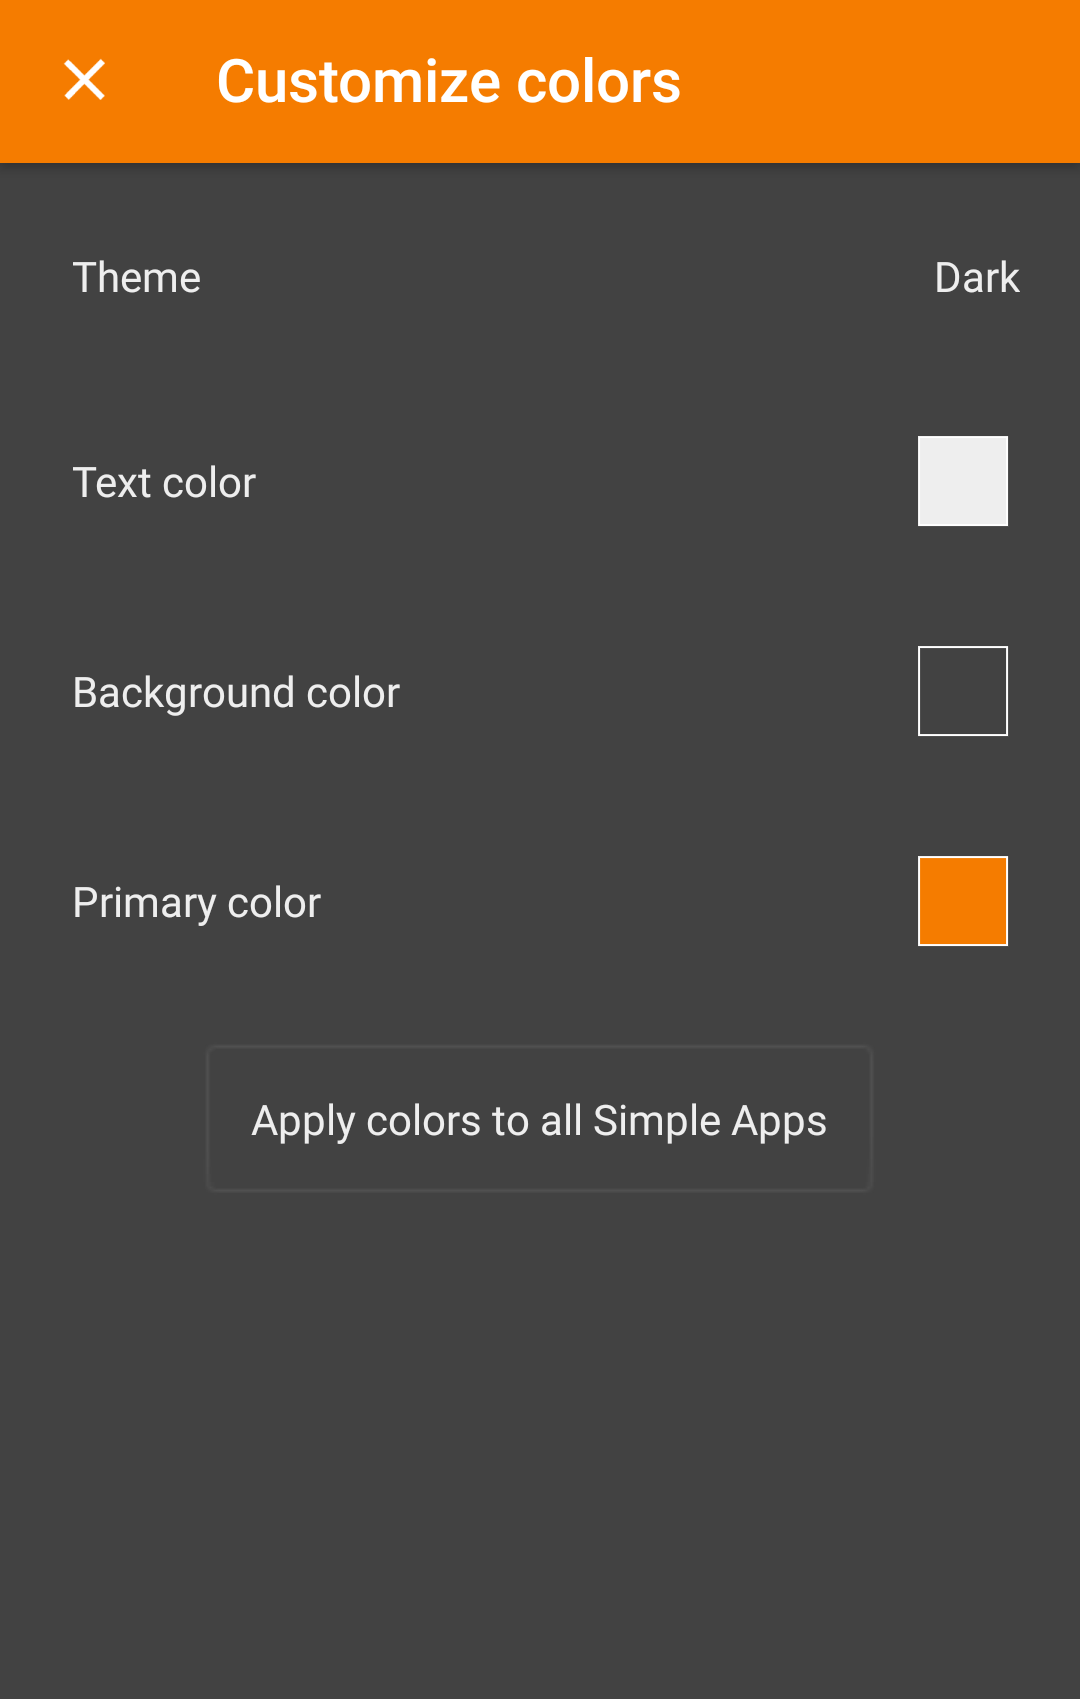 Customize colors
Theme Dark
Text color
Background color
Primary color
Apply colors to all Simple Apps